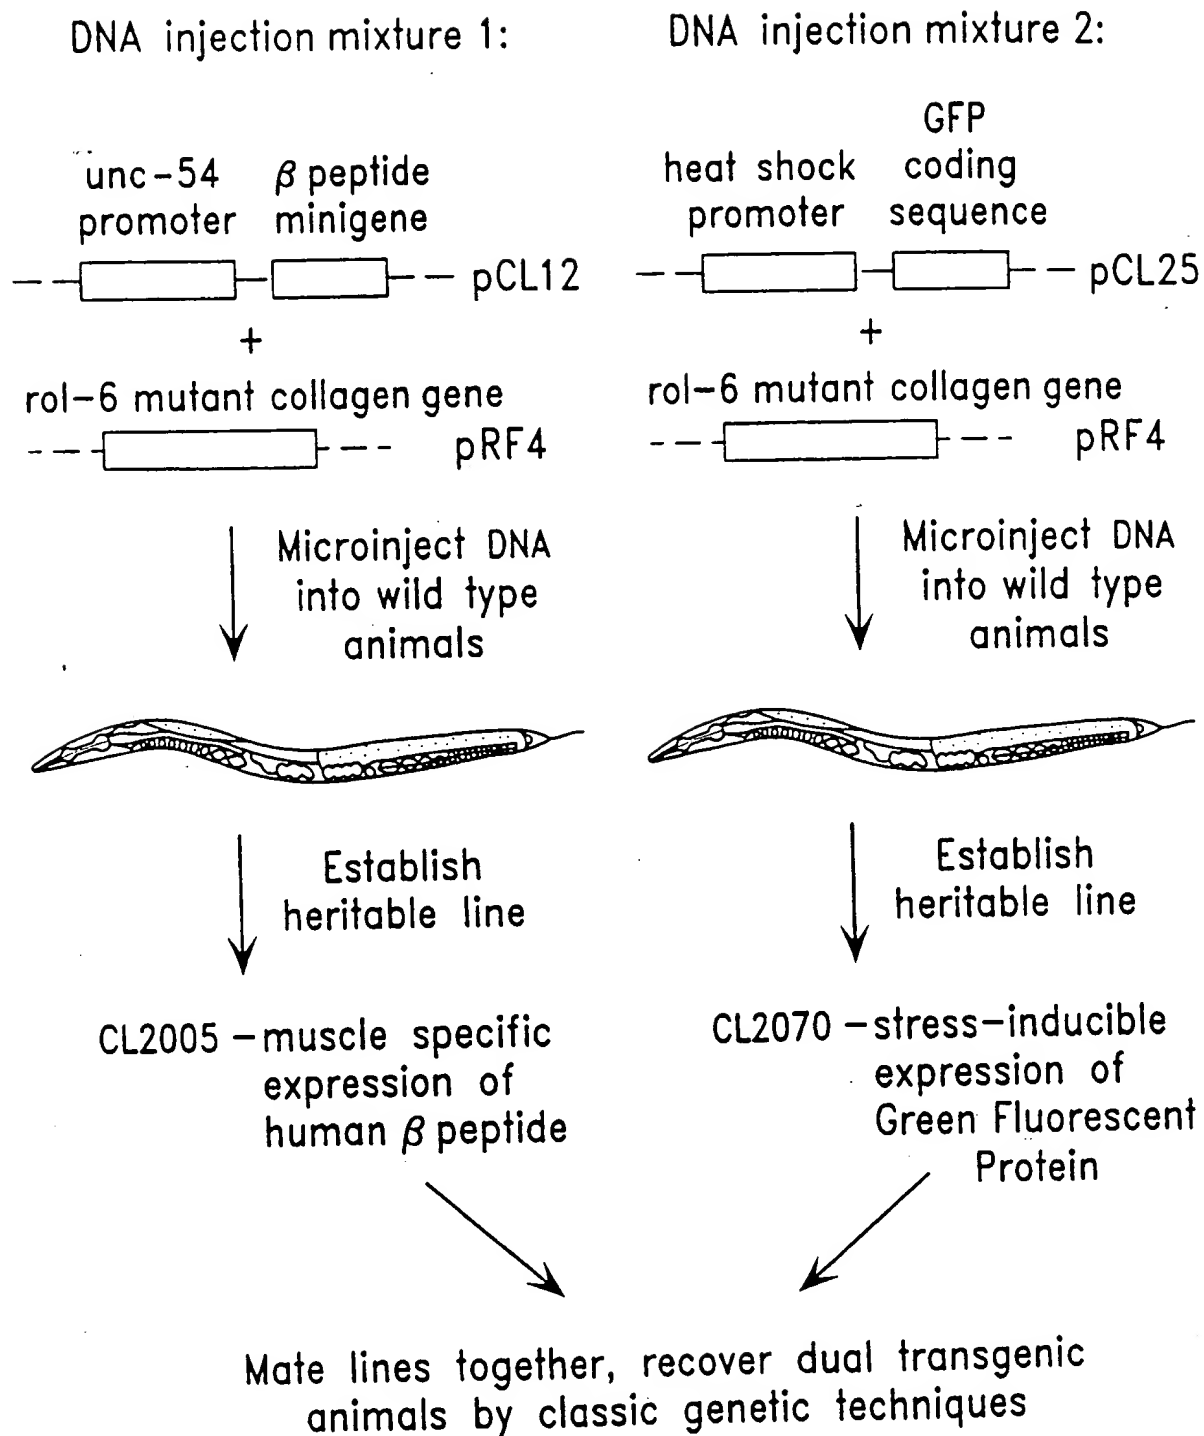 DNA injection mixture 1:
unc-54
promoter
β peptide
minigene
pCL12
+
rol-6 mutant collagen gene
pRF4
Microinject DNA
into wild type
animals
Establish
heritable line
CL2005 – muscle specific
expression of
human β peptide
DNA injection mixture 2:
heat shock
promoter
GFP
coding
sequence
pCL25
+
rol-6 mutant collagen gene
pRF4
Microinject DNA
into wild type
animals
Establish
heritable line
CL2070 – stress-inducible
expression of
Green Fluorescent
Protein
Mate lines together, recover dual transgenic
animals by classic genetic techniques